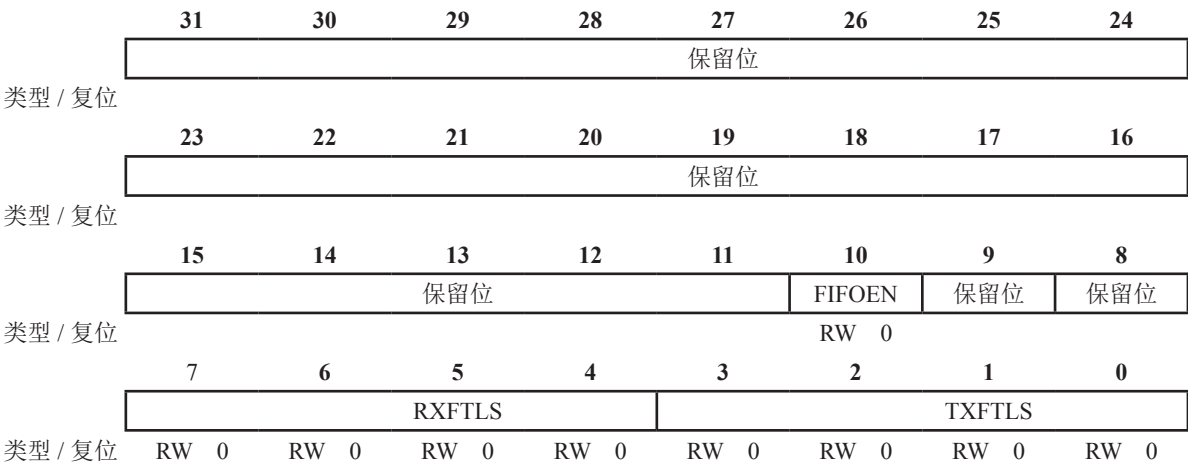 31 30 29 28 27 26 25 24
保留位
类型 / 复位
23 22 21 20 19 18 17 16
保留位
类型 / 复位
15 14 13 12 11 10 9 8
保留位 FIFOEN 保留位 保留位
类型 / 复位 RW 0
7 6 5 4 3 2 1 0
RXFTLS TXFTLS
类型 / 复位 RW 0 RW 0 RW 0 RW 0 RW 0 RW 0 RW 0 RW 0